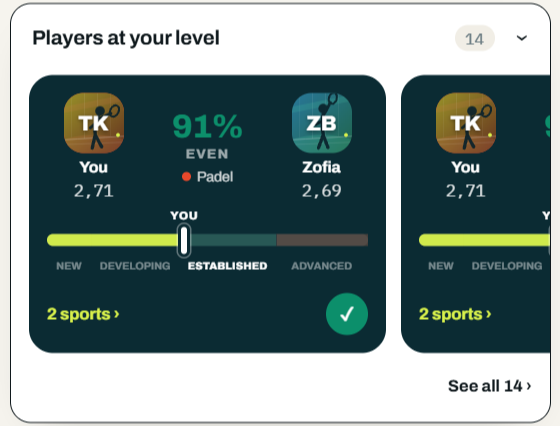 Players at your level
14
TK
91%
ZB
EVEN
You
Padel
Zofia
2,71
2,69
YOU
NEW DEVELOPING ESTABLISHED ADVANCED
2 sports ›
TK
You
2,71
NEW DEVELOPING
2 sports ›
See all 14 ›